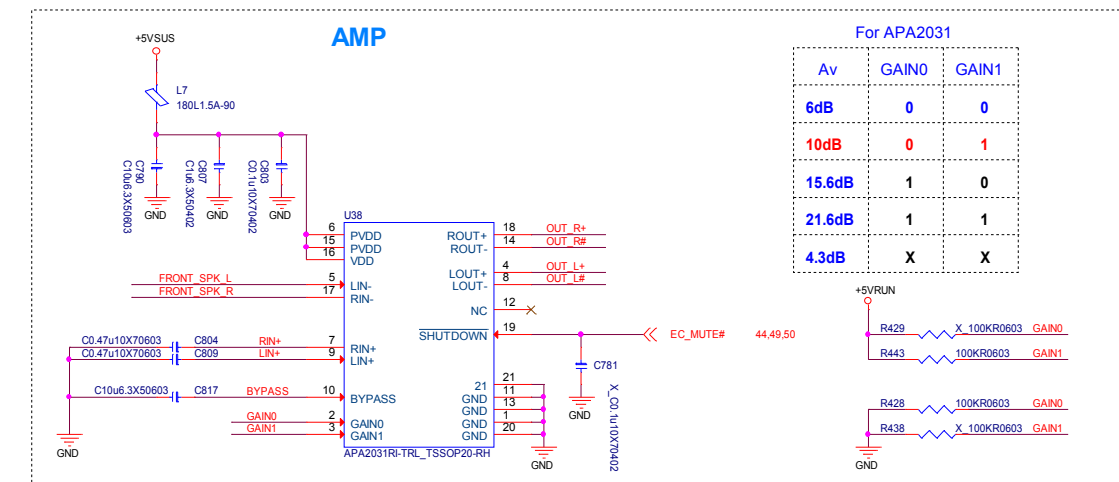 AMP
+5VSUS
L7
180L1.5A-90
C790
C10u6.3X50603
C807
C1u6.3X50402
C803
C0.1u10X70402
GND
GND
GND
For APA2031
Av GAIN0 GAIN1
6dB 0 0
10dB 0 1
15.6dB 1 0
21.6dB 1 1
4.3dB X X
U38
6 PVDD
15 PVDD
16 VDD
FRONT_SPK_L 5 LIN-
FRONT_SPK_R 17 RIN-
C0.47u10X70603 C804 RIN+ 7 RIN+
C0.47u10X70603 C809 LIN+ 9 LIN+
C10u6.3X50603 C817 BYPASS 10 BYPASS
GAIN0 2 GAIN0
GAIN1 3 GAIN1
GND
ROUT+ 18 OUT_R+
ROUT- 14 OUT_R#
LOUT+ 4 OUT_L+
LOUT- 8 OUT_L#
NC 12
SHUTDOWN 19 EC_MUTE# 44,49,50
C781
X_C0.1u10X70402
GND
21 21
GND 11
GND 13
GND 1
GND 20
GND
APA2031RI-TRL_TSSOP20-RH
+5VRUN
R429 X_100KR0603 GAIN0
R443 100KR0603 GAIN1
R428 100KR0603 GAIN0
R438 X_100KR0603 GAIN1
GND